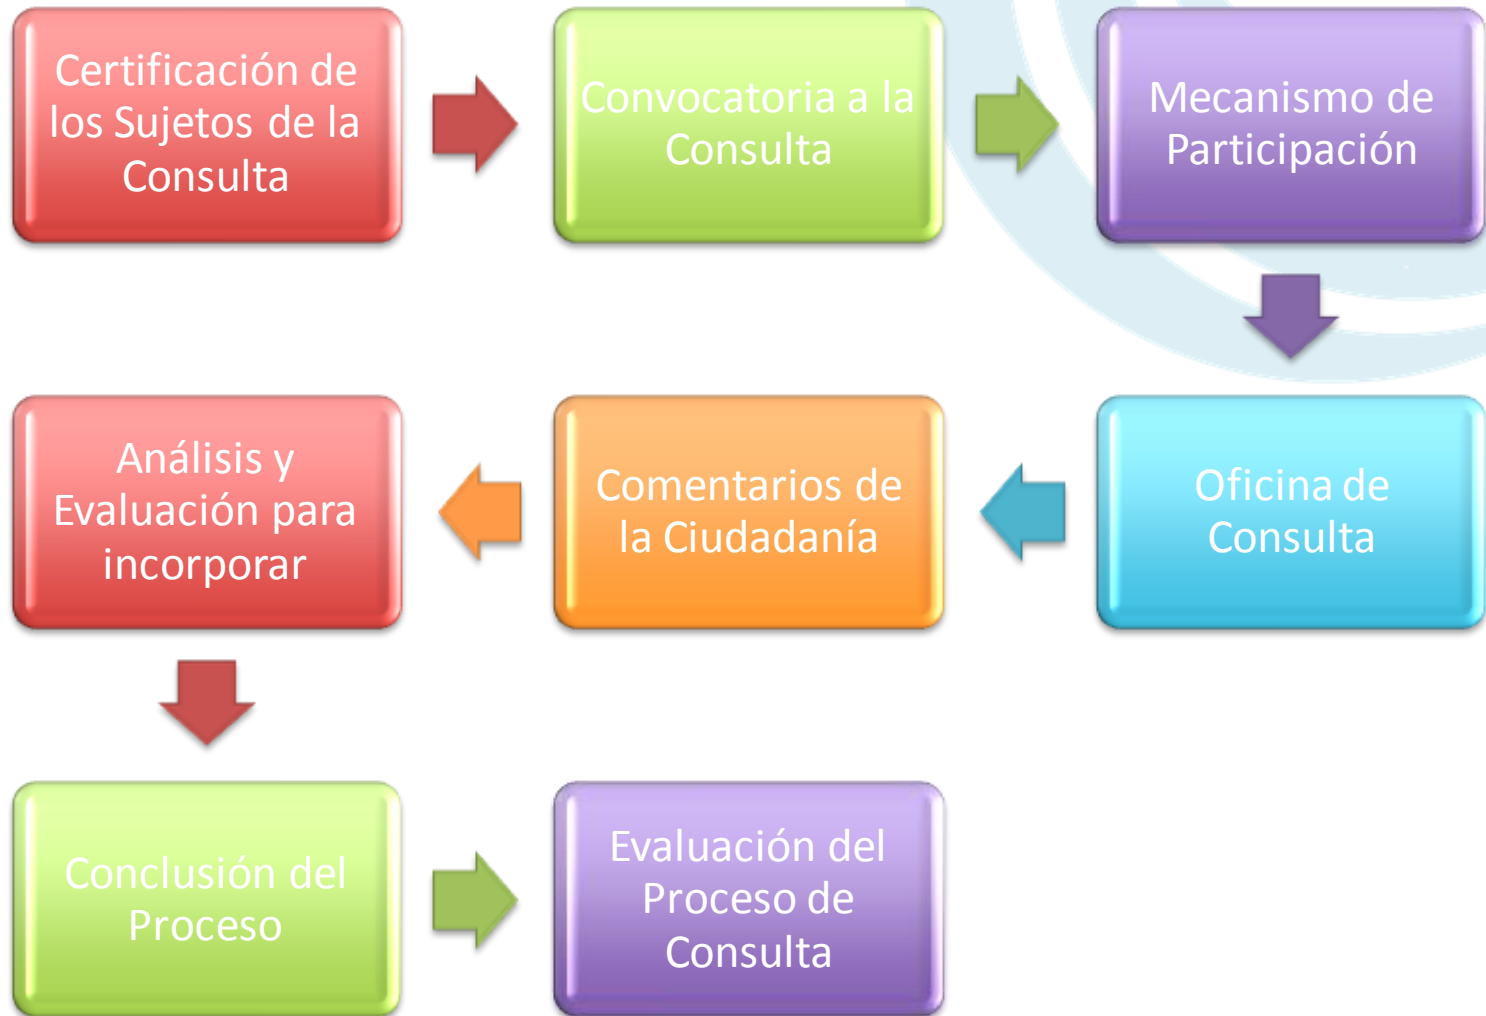 Certificación de
los Sujetos de la
Consulta
Convocatoria a la
Consulta
Mecanismo de
Participación
Oficina de
Consulta
Comentarios de
la Ciudadanía
Análisis y
Evaluación para
incorporar
Conclusión del
Proceso
Evaluación del
Proceso de
Consulta